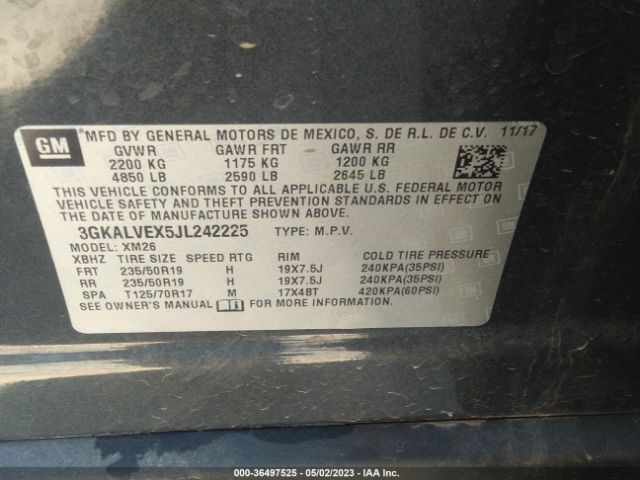 GM
*MFD BY GENERAL MOTORS DE MEXICO, S. DE R.L. DE C.V. 11/17
GVWR GAWR FRT GAWR RR
2200 KG 1175 KG 1200 KG
4850 LB 2590 LB 2645 LB
THIS VEHICLE CONFORMS TO ALL APPLICABLE U.S. FEDERAL MOTOR
VEHICLE SAFETY AND THEFT PREVENTION STANDARDS IN EFFECT ON
THE DATE OF MANUFACTURE SHOWN ABOVE.
3GKALVEX5JL242225 TYPE: M.P.V.
MODEL: XM26
XBHZ TIRE SIZE SPEED RTG RIM COLD TIRE PRESSURE
FRT 235/50R19 H 19X7.5J 240KPA(35PSI)
RR 235/50R19 H 19X7.5J 240KPA(35PSI)
SPA T125/70R17 M 17X4BT 420KPA(60PSI)
SEE OWNER'S MANUAL FOR MORE INFORMATION.
000-36497525 - 05/02/2023 - IAA Inc.